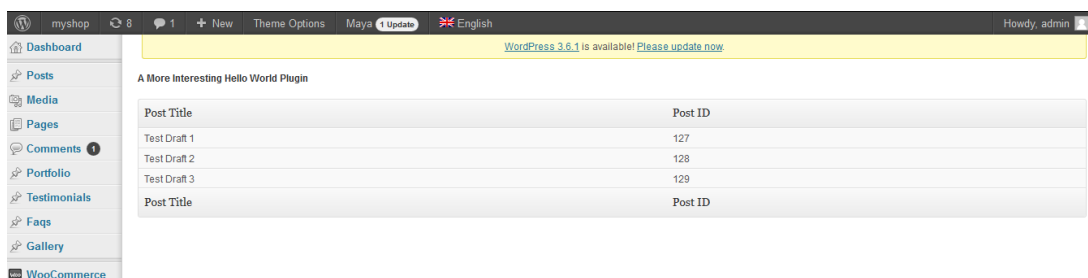 myshop 8 1 + New Theme Options Maya 1 Update English Howdy, admin
WordPress 3.6.1 is available! Please update now.
Dashboard
Posts
Media
Pages
Comments 1
Portfolio
Testimonials
Faqs
Gallery
WooCommerce
A More Interesting Hello World Plugin
Post Title Post ID
Test Draft 1 127
Test Draft 2 128
Test Draft 3 129
Post Title Post ID